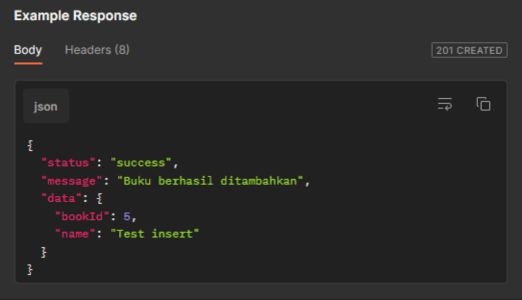 Example Response
Body Headers (8) 201 CREATED
json
{
  "status": "success",
  "message": "Buku berhasil ditambahkan",
  "data": {
    "bookId": 5,
    "name": "Test insert"
  }
}